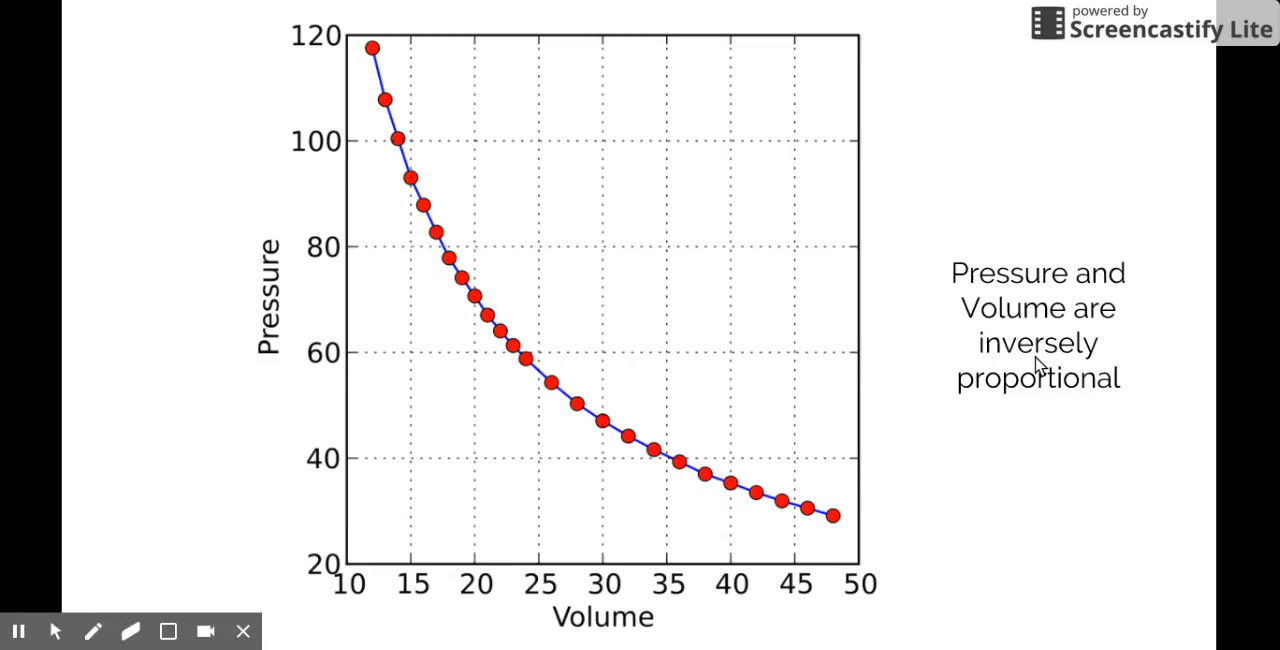 powered by
Screencastify Lite
120
100
80
60
40
20
Pressure
10 15 20 25 30 35 40 45 50
Volume
Pressure and
Volume are
inversely
proportional